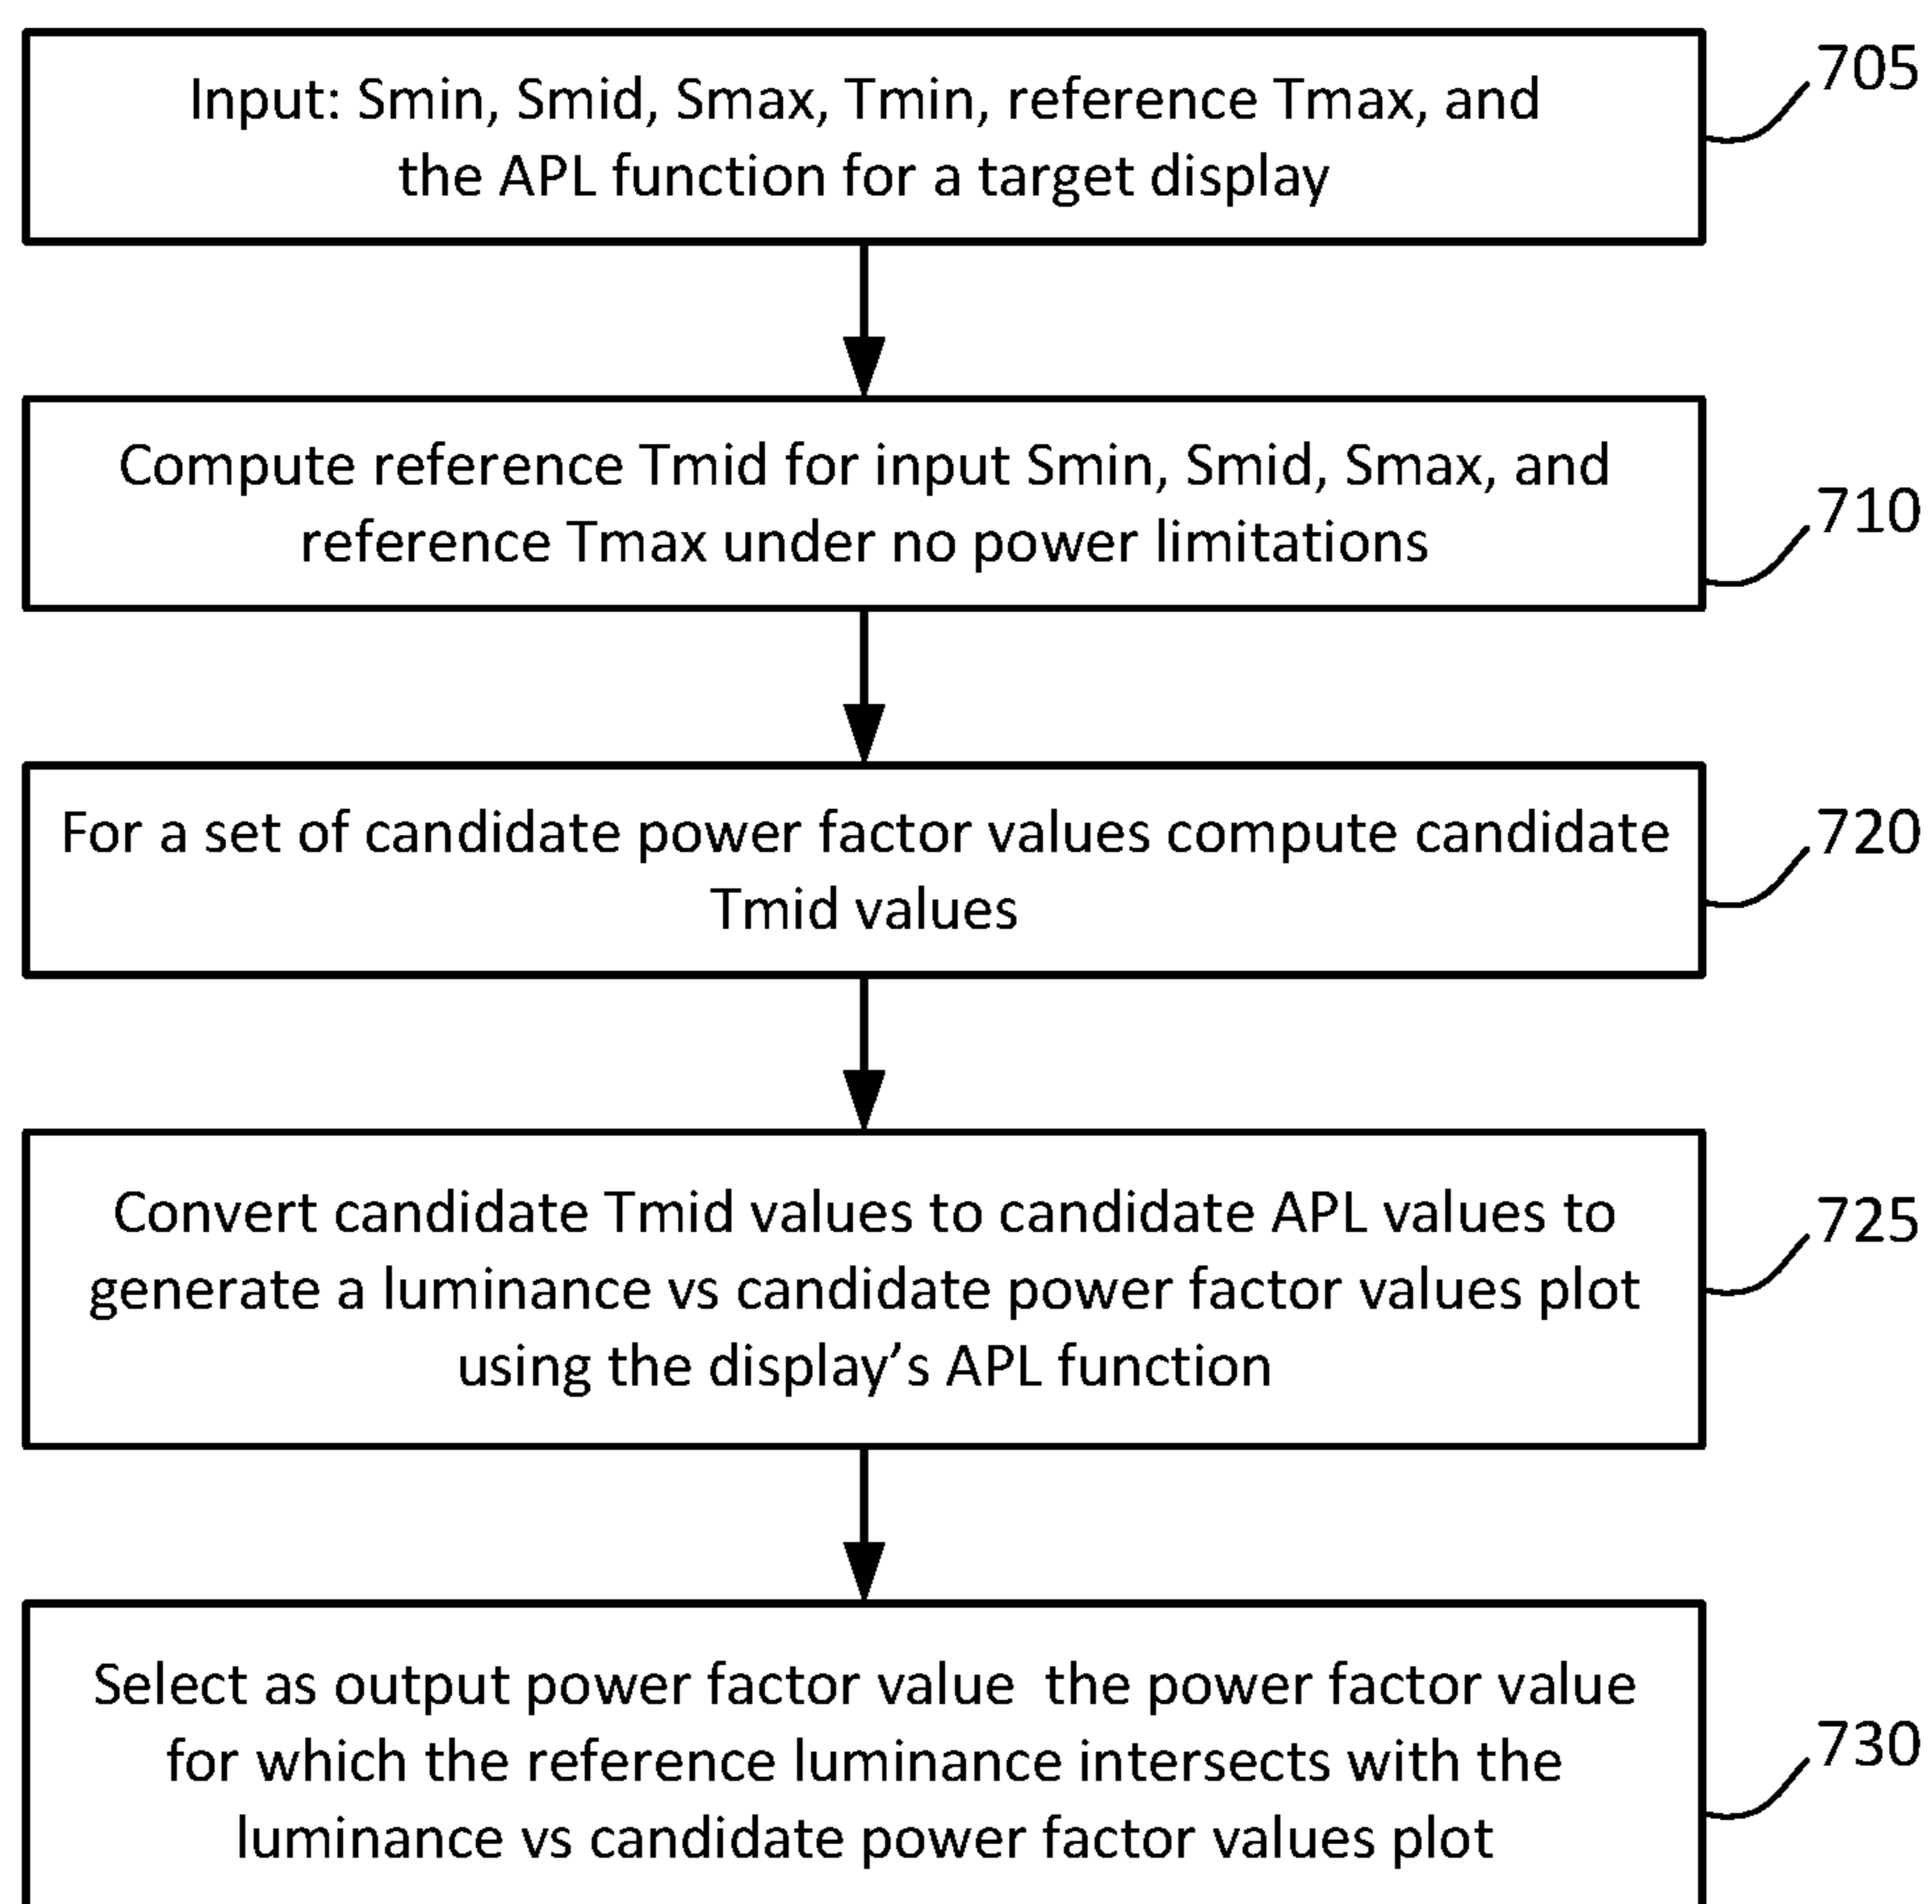 Input: Smin, Smid, Smax, Tmin, reference Tmax, and
the APL function for a target display
705
Compute reference Tmid for input Smin, Smid, Smax, and
reference Tmax under no power limitations
710
For a set of candidate power factor values compute candidate
Tmid values
720
Convert candidate Tmid values to candidate APL values to
generate a luminance vs candidate power factor values plot
using the display’s APL function
725
Select as output power factor value  the power factor value
for which the reference luminance intersects with the
luminance vs candidate power factor values plot
730